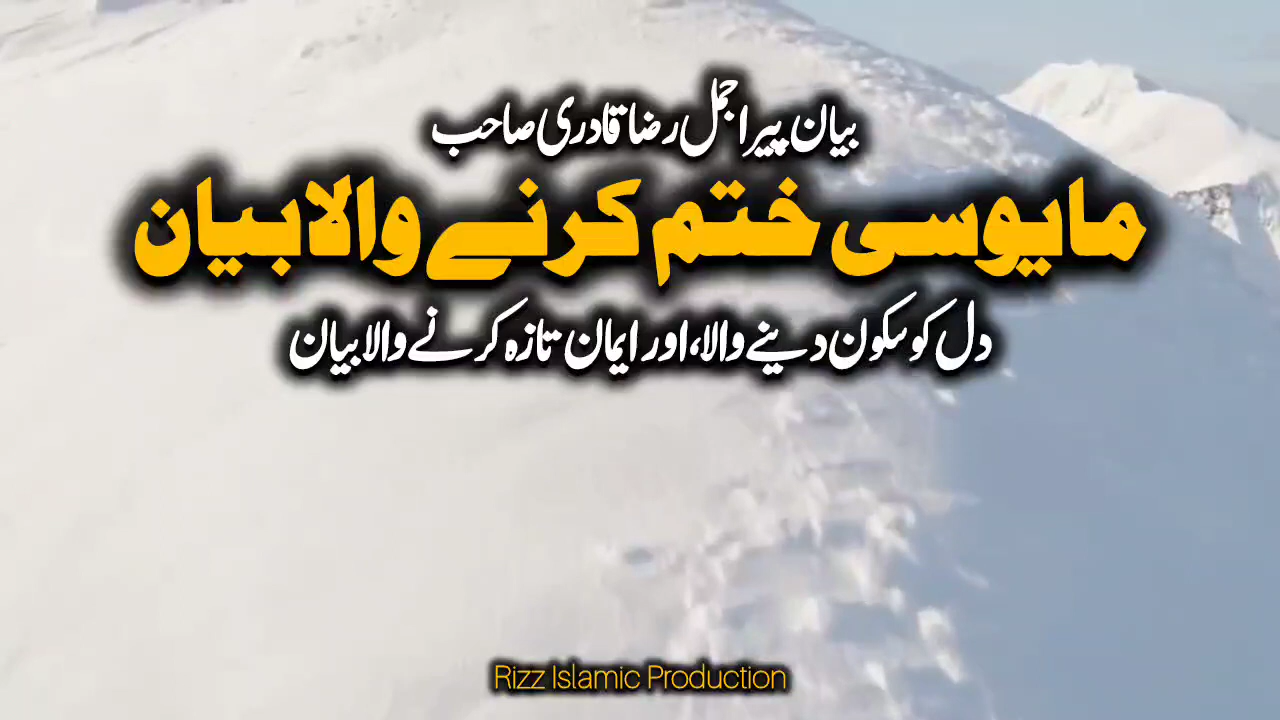 بیان پیر اجمل رضا قادری صاحب
مایوسی ختم کرنے والا بیان
دل کو سکون دینے والا، اور ایمان تازہ کرنے والا بیان
Rizz Islamic Production